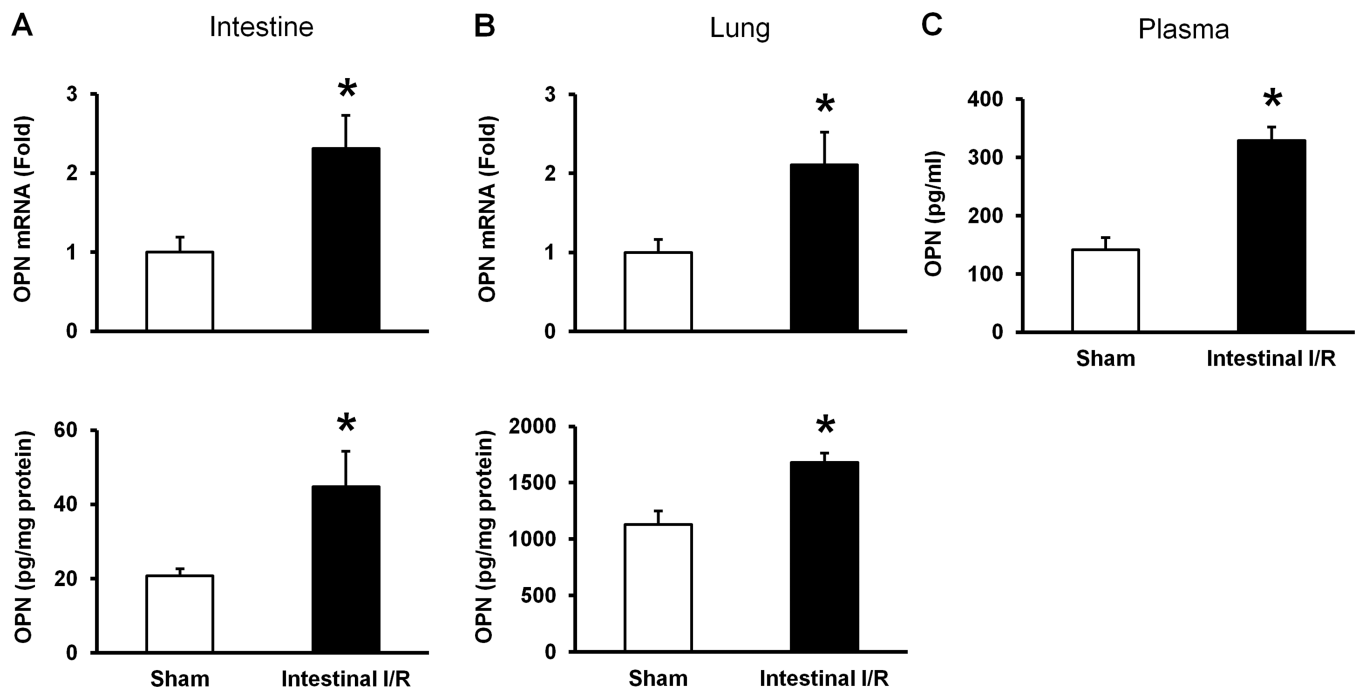 A Intestine
OPN mRNA (Fold)
3
*
2
1
0
OPN (pg/mg protein)
60
*
40
20
0
Sham Intestinal I/R
B Lung
OPN mRNA (Fold)
3
*
2
1
0
OPN (pg/mg protein)
2000
*
1500
1000
500
0
Sham Intestinal I/R
C Plasma
OPN (pg/ml)
400
*
300
200
100
0
Sham Intestinal I/R